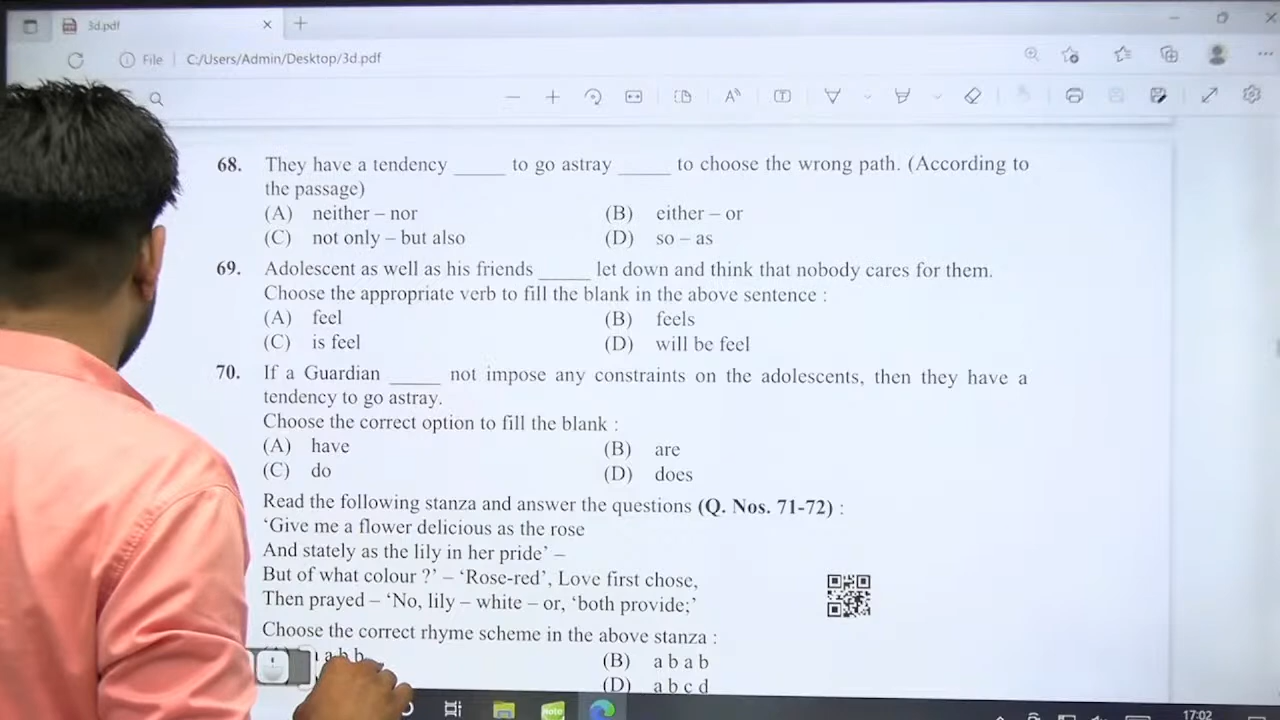 3d.pdf
File C:/Users/Admin/Desktop/3d.pdf
68. They have a tendency _____ to go astray _____ to choose the wrong path. (According to
the passage)
(A) neither – nor (B) either – or
(C) not only – but also (D) so – as
69. Adolescent as well as his friends _____ let down and think that nobody cares for them.
Choose the appropriate verb to fill the blank in the above sentence :
(A) feel (B) feels
(C) is feel (D) will be feel
70. If a Guardian _____ not impose any constraints on the adolescents, then they have a
tendency to go astray.
Choose the correct option to fill the blank :
(A) have (B) are
(C) do (D) does
Read the following stanza and answer the questions (Q. Nos. 71-72) :
‘Give me a flower delicious as the rose
And stately as the lily in her pride’ –
But of what colour ?’ – ‘Rose-red’, Love first chose,
Then prayed – ‘No, lily – white – or, ‘both provide;’
Choose the correct rhyme scheme in the above stanza :
a b b (B) a b a b
(D) a b c d
17:02